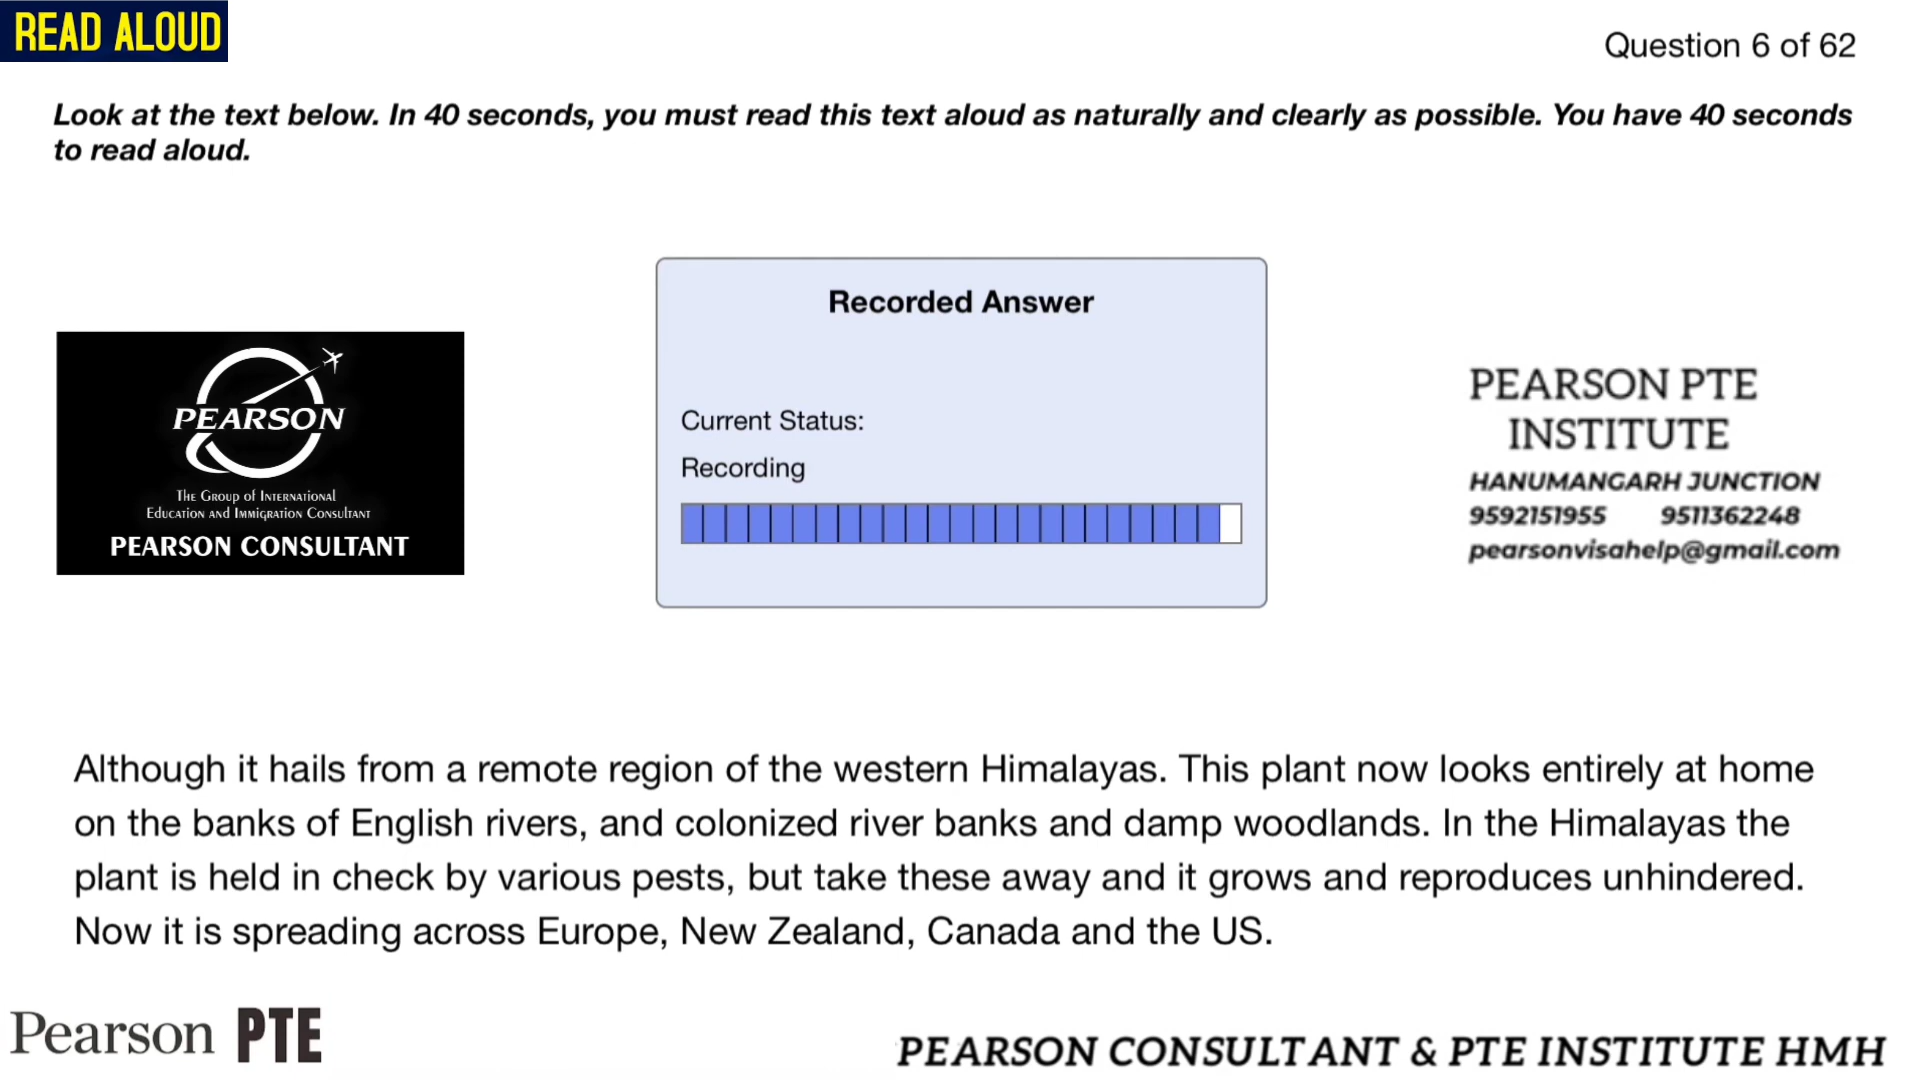 READ ALOUD
Question 6 of 62
Look at the text below. In 40 seconds, you must read this text aloud as naturally and clearly as possible. You have 40 seconds
to read aloud.
Recorded Answer
Current Status:
Recording
PEARSON
The Group of International
Education and Immigration Consultant
PEARSON CONSULTANT
PEARSON PTE
INSTITUTE
HANUMANGARH JUNCTION
9592151955 9511362248
pearsonvisahelp@gmail.com
Although it hails from a remote region of the western Himalayas. This plant now looks entirely at home
on the banks of English rivers, and colonized river banks and damp woodlands. In the Himalayas the
plant is held in check by various pests, but take these away and it grows and reproduces unhindered.
Now it is spreading across Europe, New Zealand, Canada and the US.
Pearson PTE
PEARSON CONSULTANT & PTE INSTITUTE HMH